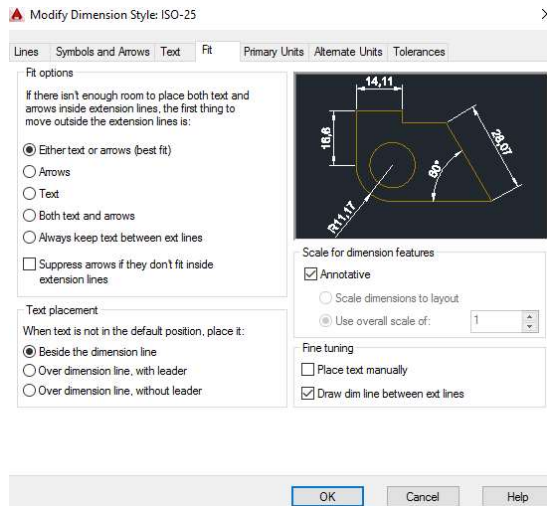 Modify Dimension Style: ISO-25
Lines Symbols and Arrows Text Fit Primary Units Alternate Units Tolerances
Fit options
If there isn't enough room to place both text and
arrows inside extension lines, the first thing to
move outside the extension lines is:
Either text or arrows (best fit)
Arrows
Text
Both text and arrows
Always keep text between ext lines
Suppress arrows if they don't fit inside
extension lines
Text placement
When text is not in the default position, place it:
Beside the dimension line
Over dimension line, with leader
Over dimension line, without leader
14,11
16,6
28,07
60°
R11,17
Scale for dimension features
Annotative
Scale dimensions to layout
Use overall scale of: 1
Fine tuning
Place text manually
Draw dim line between ext lines
OK Cancel Help